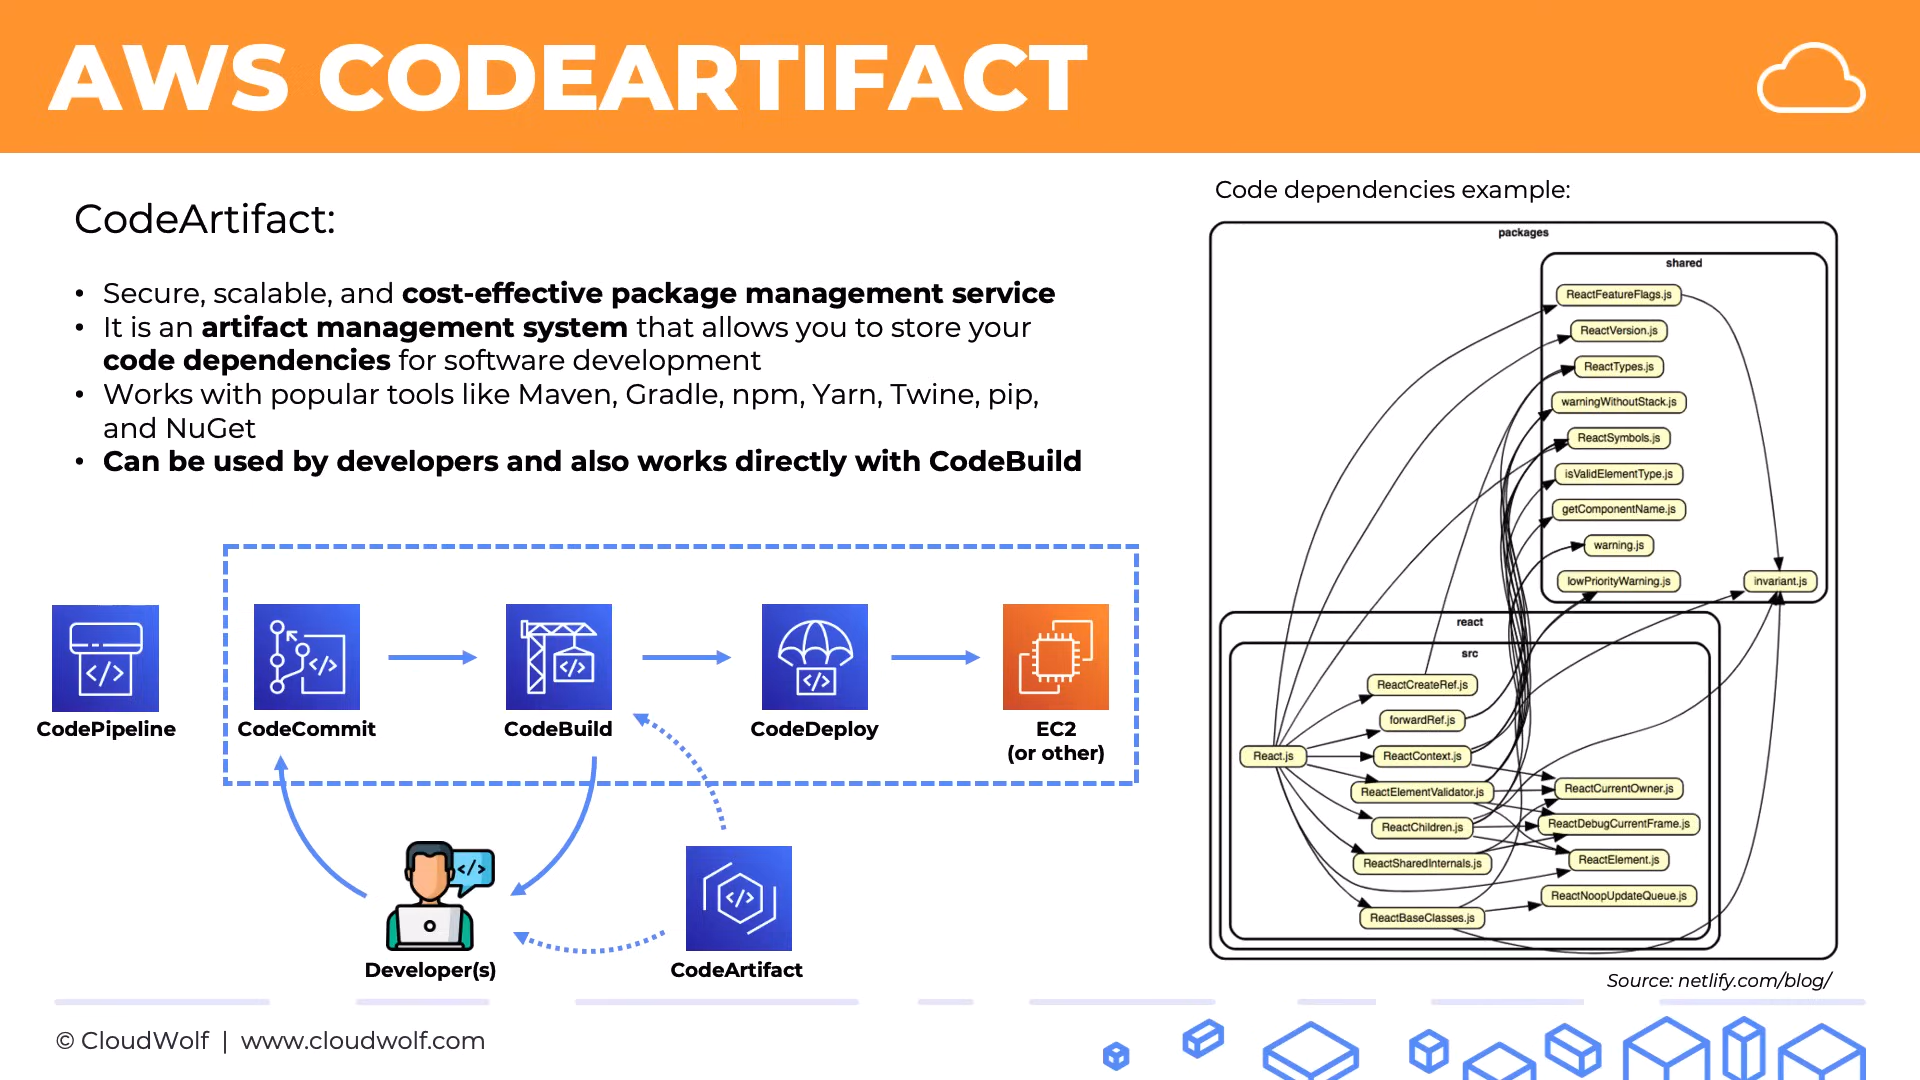 AWS CODEARTIFACT
CodeArtifact:
• Secure, scalable, and cost-effective package management service
• It is an artifact management system that allows you to store your
code dependencies for software development
• Works with popular tools like Maven, Gradle, npm, Yarn, Twine, pip,
and NuGet
• Can be used by developers and also works directly with CodeBuild
CodePipeline
CodeCommit
CodeBuild
CodeDeploy
EC2
(or other)
Developer(s)
CodeArtifact
Code dependencies example:
packages
shared
ReactFeatureFlags.js
ReactVersion.js
ReactTypes.js
warningWithoutStack.js
ReactSymbols.js
isValidElementType.js
getComponentName.js
warning.js
lowPriorityWarning.js
invariant.js
react
src
ReactCreateRef.js
forwardRef.js
React.js
ReactContext.js
ReactElementValidator.js
ReactChildren.js
ReactSharedInternals.js
ReactBaseClasses.js
ReactCurrentOwner.js
ReactDebugCurrentFrame.js
ReactElement.js
ReactNoopUpdateQueue.js
Source: netlify.com/blog/
© CloudWolf | www.cloudwolf.com